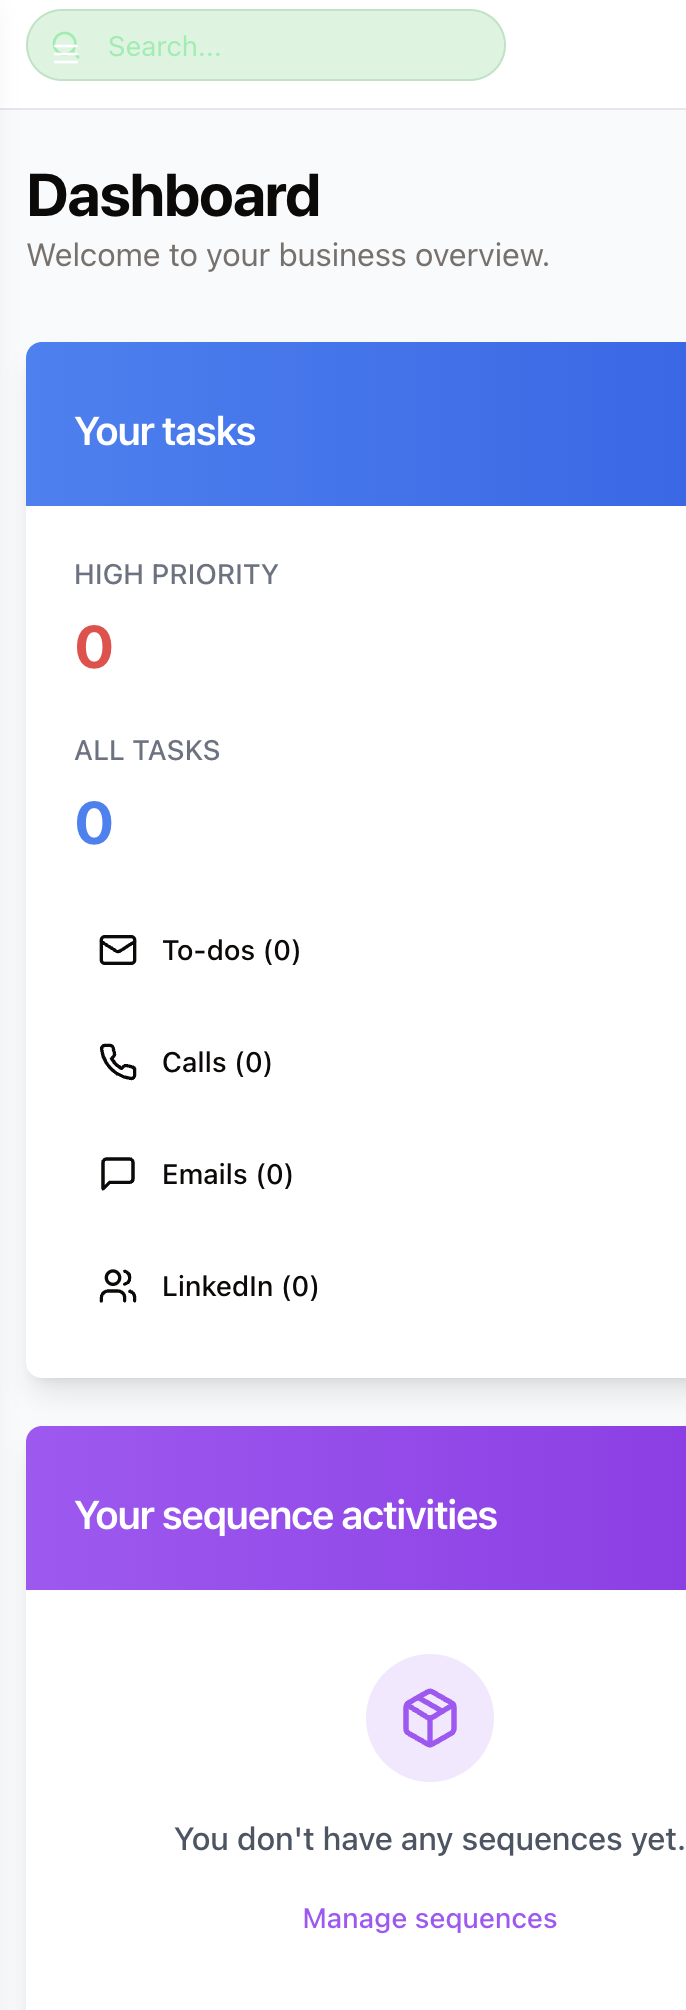 Search...
Dashboard
Welcome to your business overview.
Your tasks
HIGH PRIORITY
0
ALL TASKS
0
To-dos (0)
Calls (0)
Emails (0)
LinkedIn (0)
Your sequence activities
You don't have any sequences yet.
Manage sequences